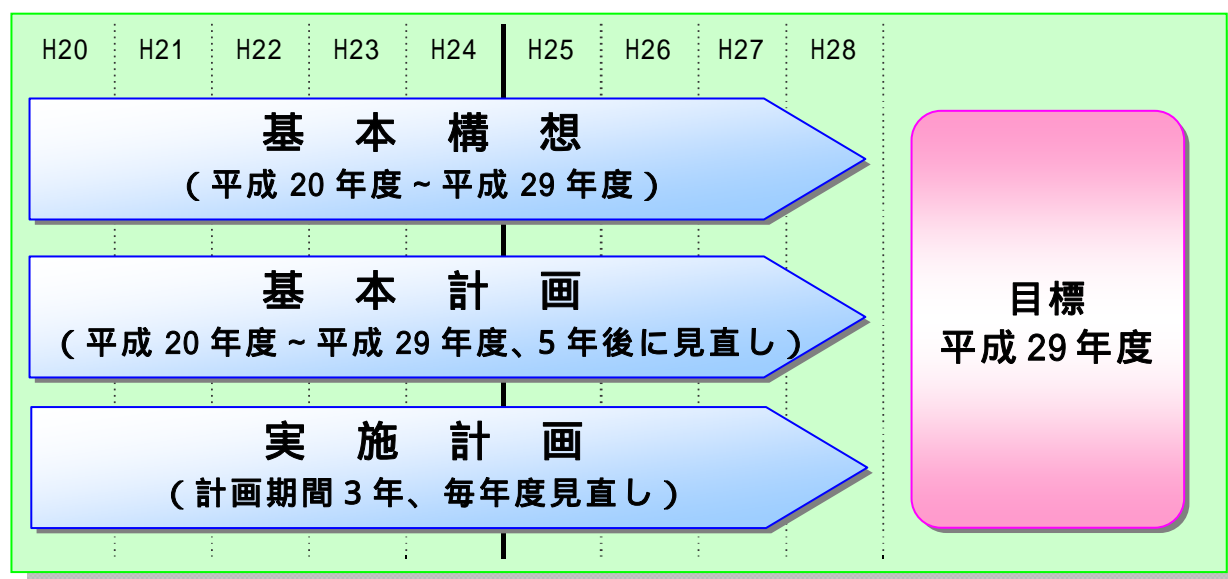 H20 H21 H22 H23 H24 H25 H26 H27 H28
基本構想
(平成 20 年度~平成 29 年度)
基本計画
(平成 20 年度~平成 29 年度、5 年後に見直し)
実施計画
(計画期間3年、毎年度見直し)
目標
平成 29 年度